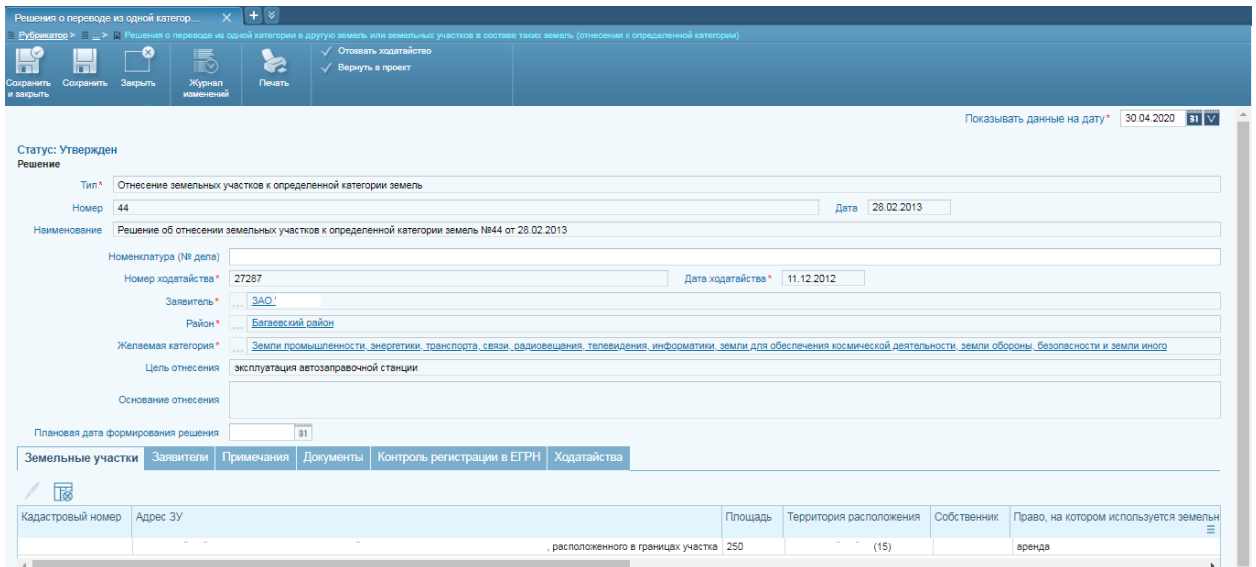 Решения о переводе из одной категор...
Рубрикатор > ... > Решения о переводе из одной категории в другую земель или земельных участков в составе таких земель (отнесении к определенной категории)
Сохранить и закрыть
Сохранить
Закрыть
Журнал изменений
Печать
Отозвать ходатайство
Вернуть в проект
Показывать данные на дату* 30.04.2020 31
Статус: Утвержден
Решение
Тип* Отнесение земельных участков к определенной категории земель
Номер 44 Дата 28.02.2013
Наименование Решение об отнесении земельных участков к определенной категории земель №44 от 28.02.2013
Номенклатура (№ дела)
Номер ходатайства* 27287 Дата ходатайства* 11.12.2012
Заявитель* ... ЗАО '
Район* ... Багаевский район
Желаемая категория* ... Земли промышленности, энергетики, транспорта, связи, радиовещания, телевидения, информатики, земли для обеспечения космической деятельности, земли обороны, безопасности и земли иного
Цель отнесения эксплуатация автозаправочной станции
Основание отнесения
Плановая дата формирования решения 31
Земельные участки Заявители Примечания Документы Контроль регистрации в ЕГРН Ходатайства
Кадастровый номер Адрес ЗУ Площадь Территория расположения Собственник Право, на котором используется земельн
, расположенного в границах участка 250 (15) аренда